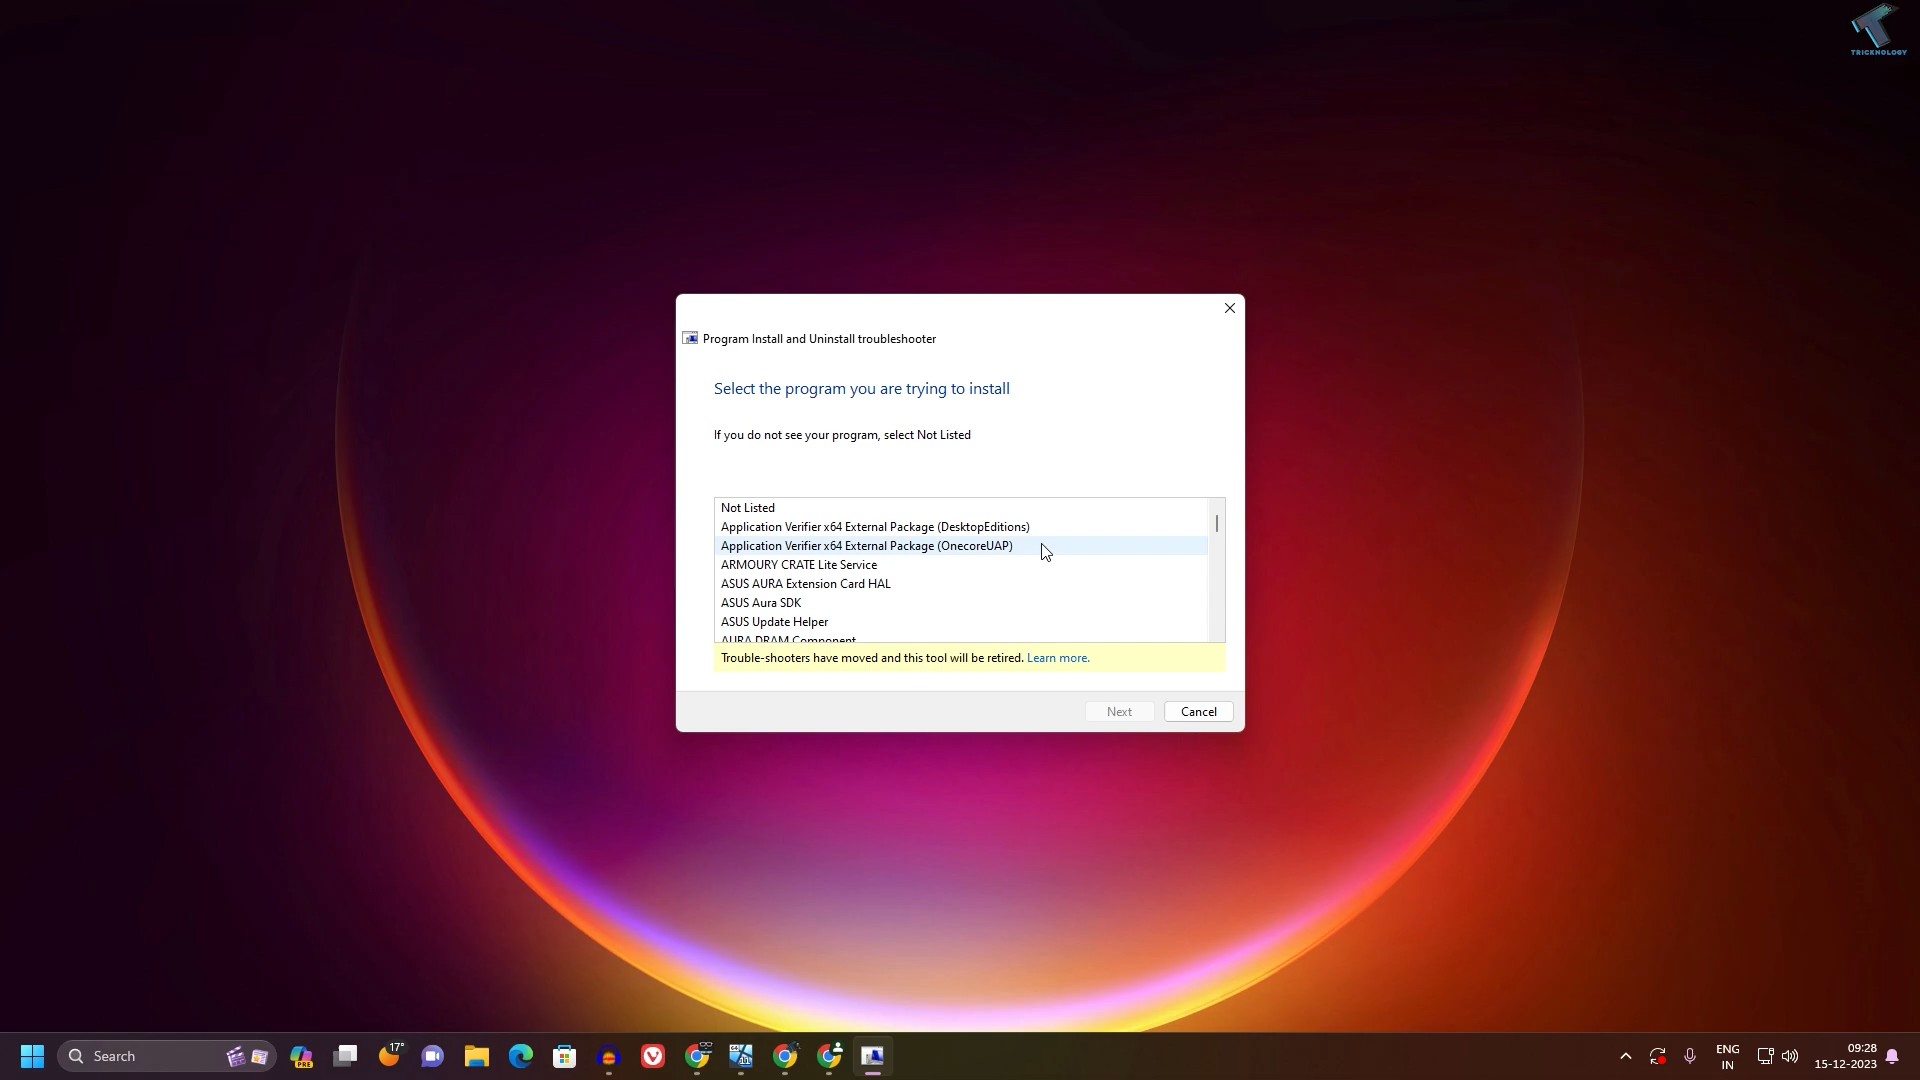 TRICKNOLOGY
Program Install and Uninstall troubleshooter
Select the program you are trying to install
If you do not see your program, select Not Listed
Not Listed
Application Verifier x64 External Package (DesktopEditions)
Application Verifier x64 External Package (OnecoreUAP)
ARMOURY CRATE Lite Service
ASUS AURA Extension Card HAL
ASUS Aura SDK
ASUS Update Helper
AURA DRAM Component
Trouble-shooters have moved and this tool will be retired. Learn more.
Next Cancel
Search
PRE
17°
ENG
IN
09:28
15-12-2023